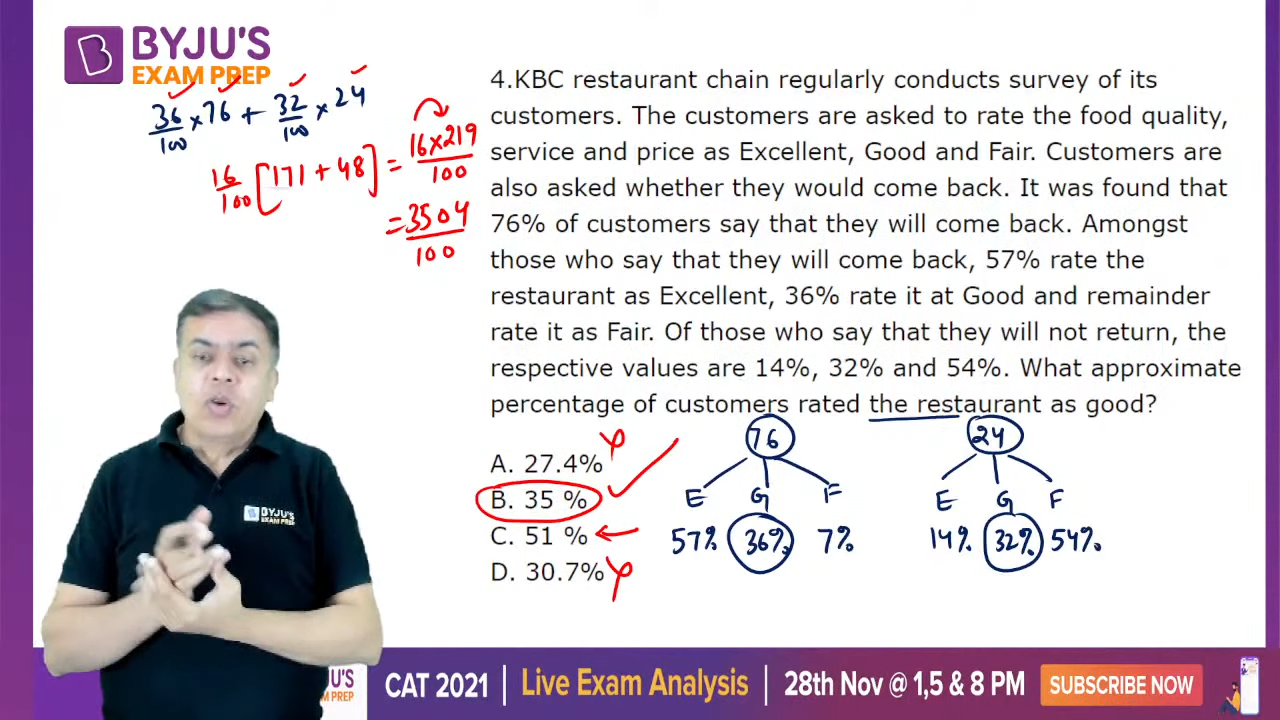 BYJU'S
EXAM PREP
36/100 × 76 + 32/100 × 24
16/100 [171 + 48] = 16×219/100
= 3504/100
4.KBC restaurant chain regularly conducts survey of its
customers. The customers are asked to rate the food quality,
service and price as Excellent, Good and Fair. Customers are
also asked whether they would come back. It was found that
76% of customers say that they will come back. Amongst
those who say that they will come back, 57% rate the
restaurant as Excellent, 36% rate it at Good and remainder
rate it as Fair. Of those who say that they will not return, the
respective values are 14%, 32% and 54%. What approximate
percentage of customers rated the restaurant as good?
A. 27.4%
B. 35 %
C. 51 %
D. 30.7%
76
E G F
57% 36% 7%
24
E G F
14% 32% 54%
BYJU'S
EXAM PREP
BYJU'S
EXAM PREP
CAT 2021
Live Exam Analysis
28th Nov @ 1,5 & 8 PM
SUBSCRIBE NOW